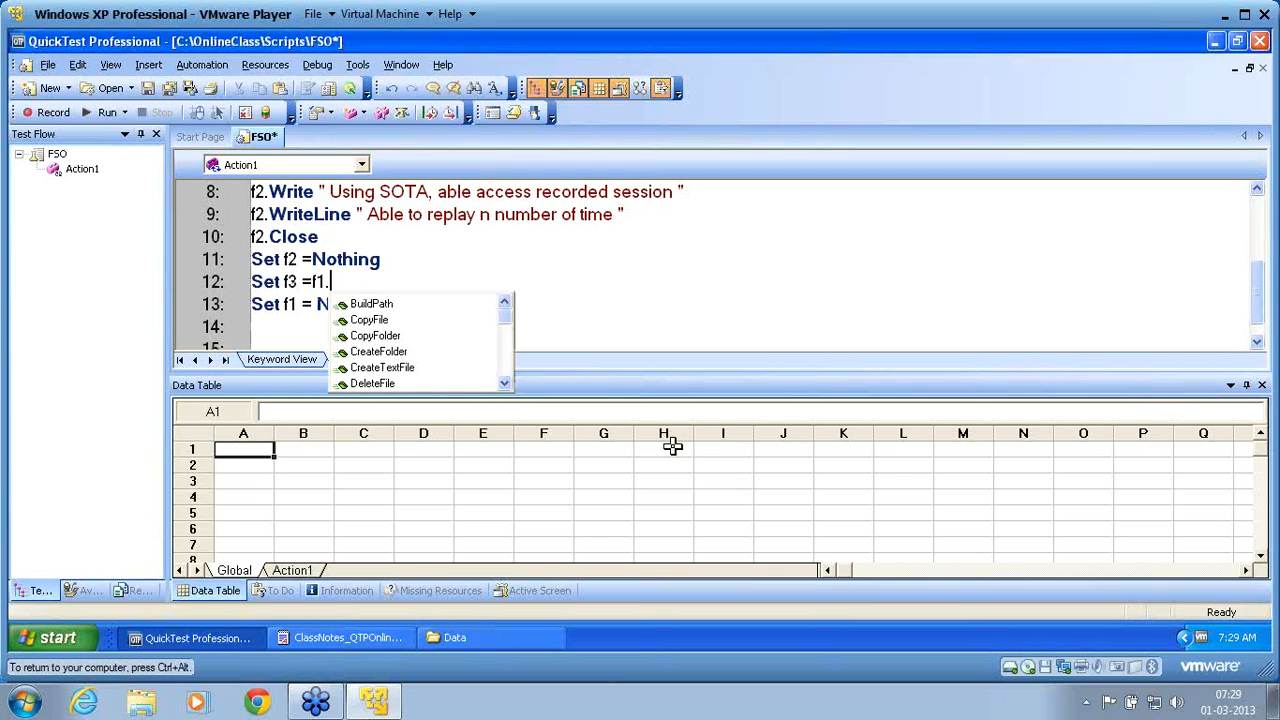 Windows XP Professional - VMware Player File Virtual Machine Help
QuickTest Professional - [C:\OnlineClass\Scripts\FSO*]
File Edit View Insert Automation Resources Debug Tools Window Help
New Open
Record Run Stop
Test Flow
Start Page FSO*
FSO
Action1
Action1
8: f2.Write " Using SOTA, able access recorded session "
9: f2.WriteLine " Able to replay n number of time "
10: f2.Close
11: Set f2 =Nothing
12: Set f3 =f1.
13: Set f1 = N
14:
15:
BuildPath
CopyFile
CopyFolder
CreateFolder
CreateTextFile
DeleteFile
Keyword View
Data Table
A1
A B C D E F G H I J K L M N O P Q
1
2
3
4
5
6
7
8
Global Action1
Te... Av... Re... Data Table To Do Information Missing Resources Active Screen
Ready
start QuickTest Profession... ClassNotes_QTPOnlin... Data 7:29 AM
To return to your computer, press Ctrl+Alt. vmware
07:29
01-03-2013